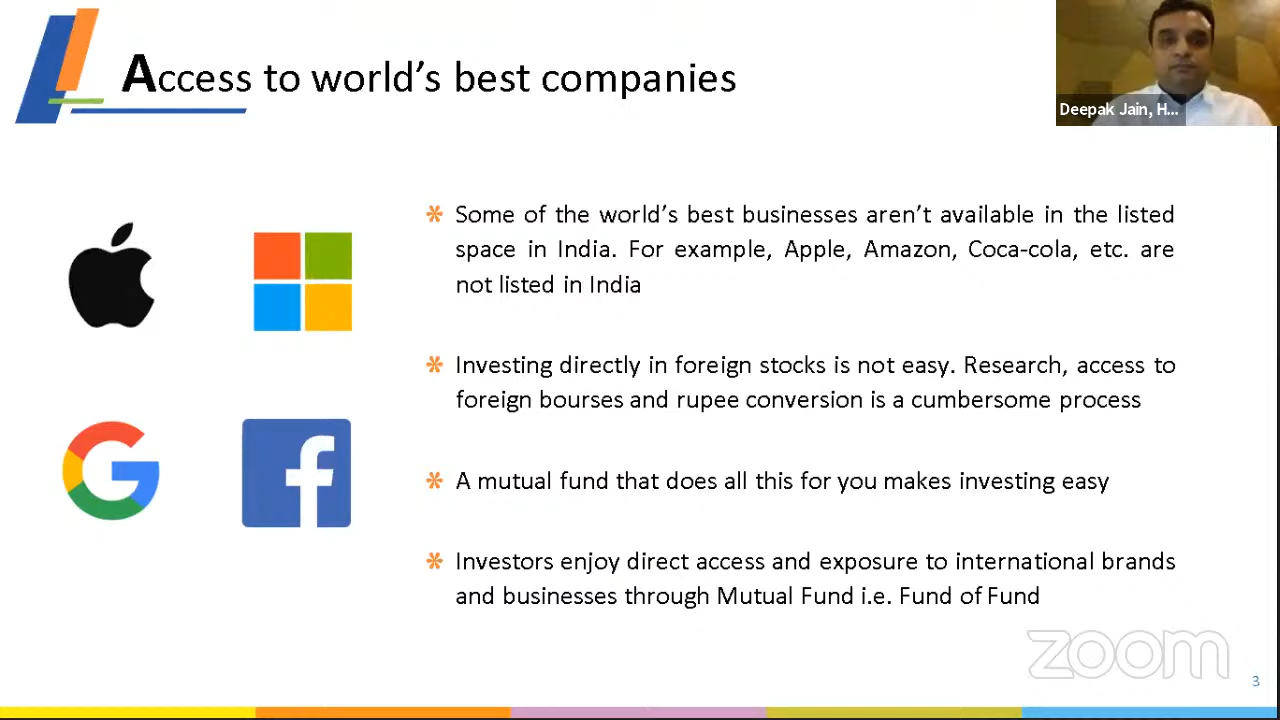 Access to world's best companies
Deepak Jain, H...
* Some of the world's best businesses aren't available in the listed
space in India. For example, Apple, Amazon, Coca-cola, etc. are
not listed in India
* Investing directly in foreign stocks is not easy. Research, access to
foreign bourses and rupee conversion is a cumbersome process
* A mutual fund that does all this for you makes investing easy
* Investors enjoy direct access and exposure to international brands
and businesses through Mutual Fund i.e. Fund of Fund
zoom
3